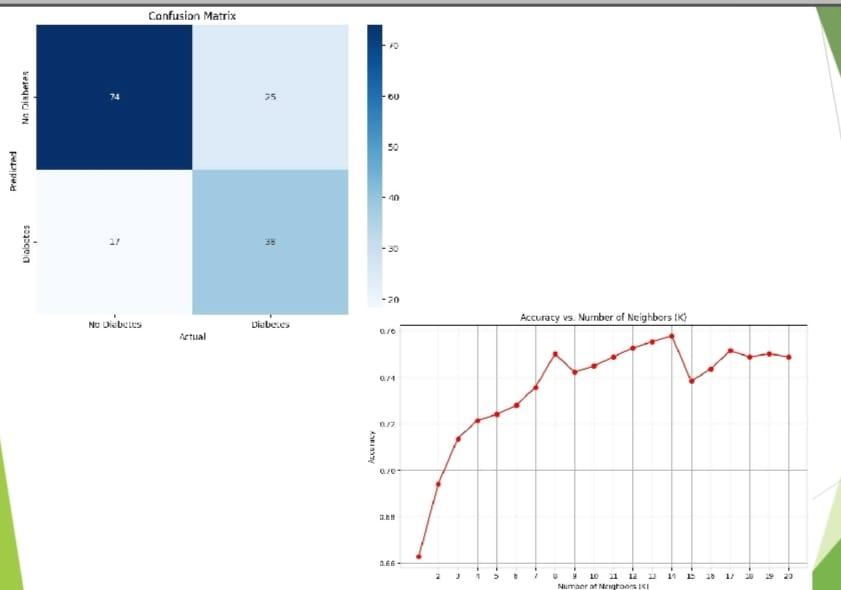 Confusion Matrix
No Diabetes
Diabetes
Predicted
74 25
17 38
No Diabetes Diabetes
Actual
70
60
50
40
30
20
Accuracy vs. Number of Neighbors (K)
0.76
0.74
0.72
0.70
0.68
0.66
Accuracy
2 3 4 5 6 7 8 9 10 11 12 13 14 15 16 17 18 19 20
Number of Neighbors (K)